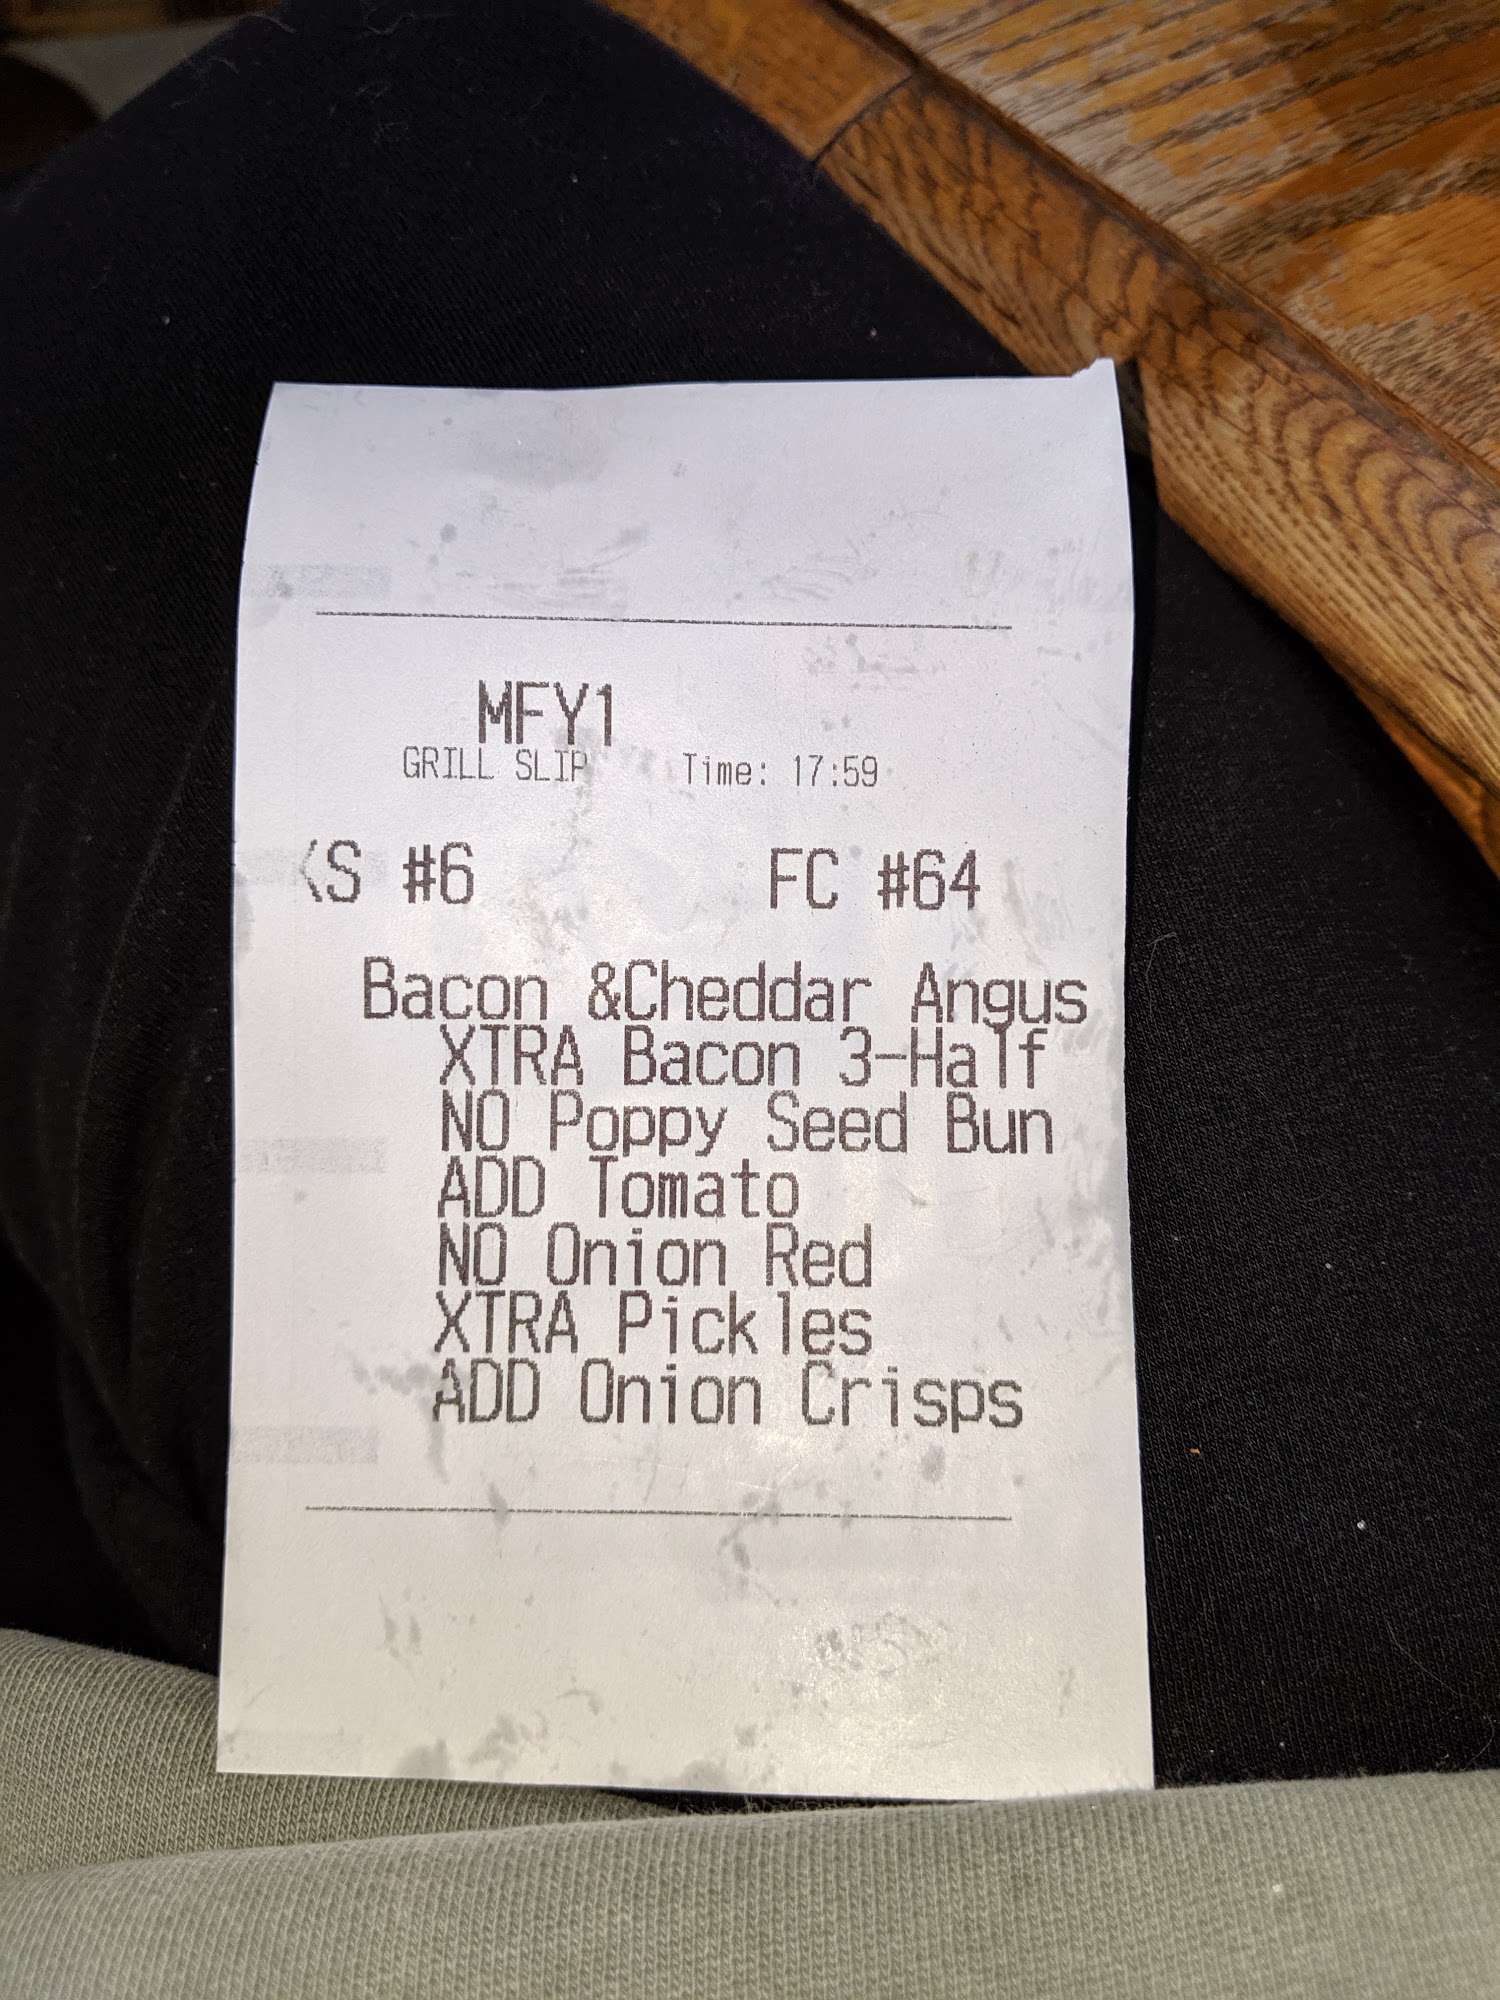 MFY1
GRILL SLIP Time: 17:59
KS #6 FC #64
Bacon &Cheddar Angus
XTRA Bacon 3-Half
NO Poppy Seed Bun
ADD Tomato
NO Onion Red
XTRA Pickles
ADD Onion Crisps